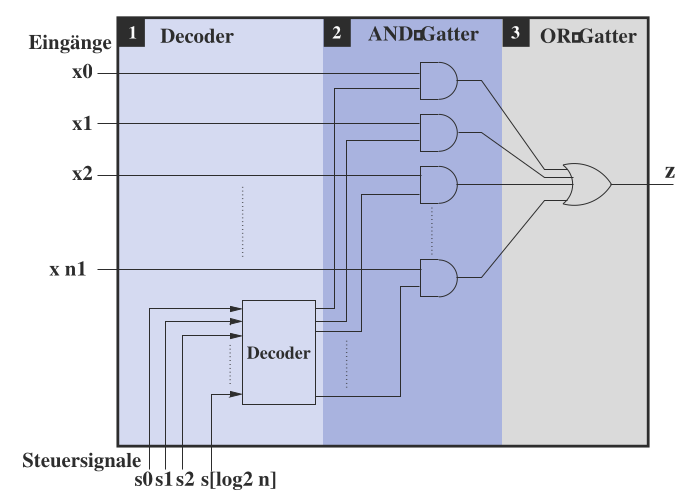 1 Decoder
2 AND◘Gatter
3 OR◘Gatter
Eingänge
x0
x1
x2
x n1
z
Decoder
Steuersignale
s0 s1 s2 s[log2 n]